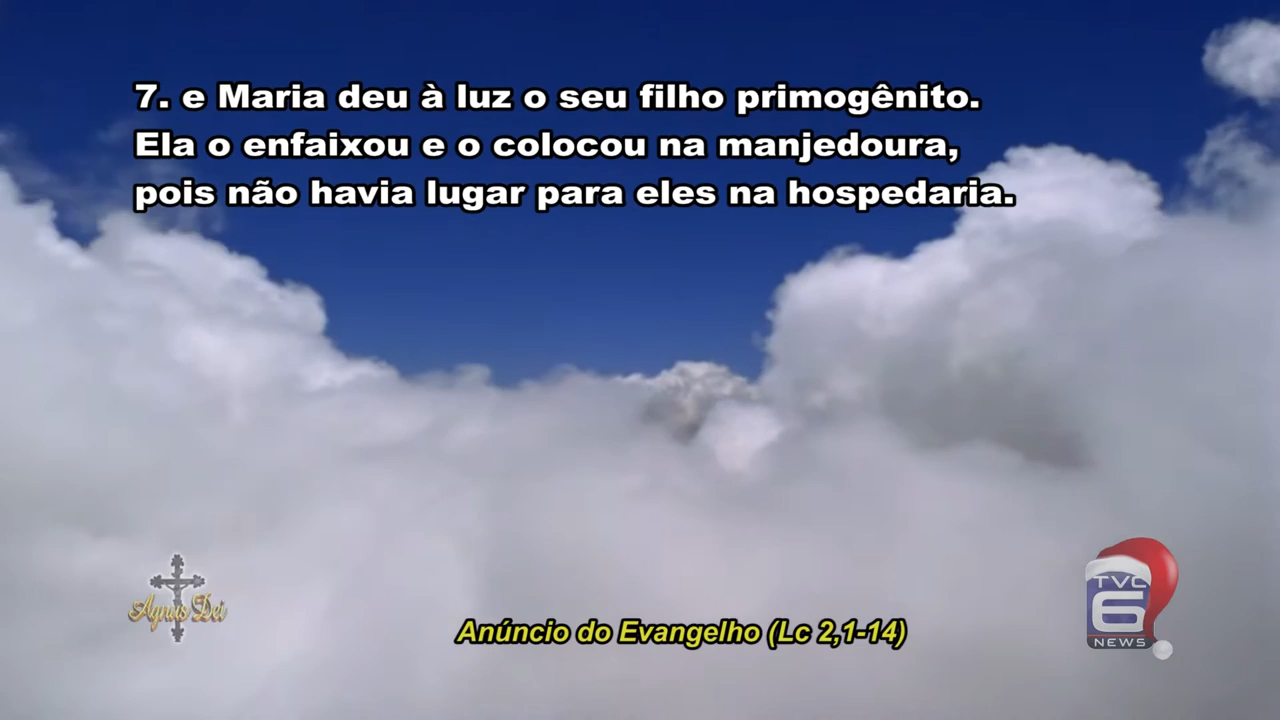 7. e Maria deu à luz o seu filho primogênito.
Ela o enfaixou e o colocou na manjedoura,
pois não havia lugar para eles na hospedaria.
Agnus Dei
TVC
6
NEWS
Anúncio do Evangelho (Lc 2,1-14)